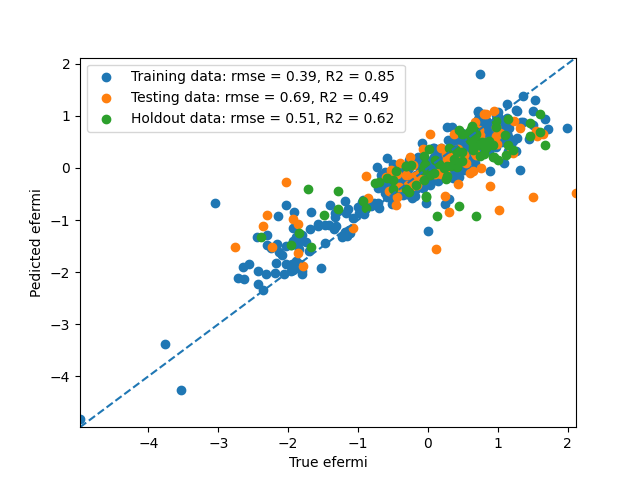 2
1
0
−1
−2
−3
−4
Pedicted efermi
Training data: rmse = 0.39, R2 = 0.85
Testing data: rmse = 0.69, R2 = 0.49
Holdout data: rmse = 0.51, R2 = 0.62
−4 −3 −2 −1 0 1 2
True efermi